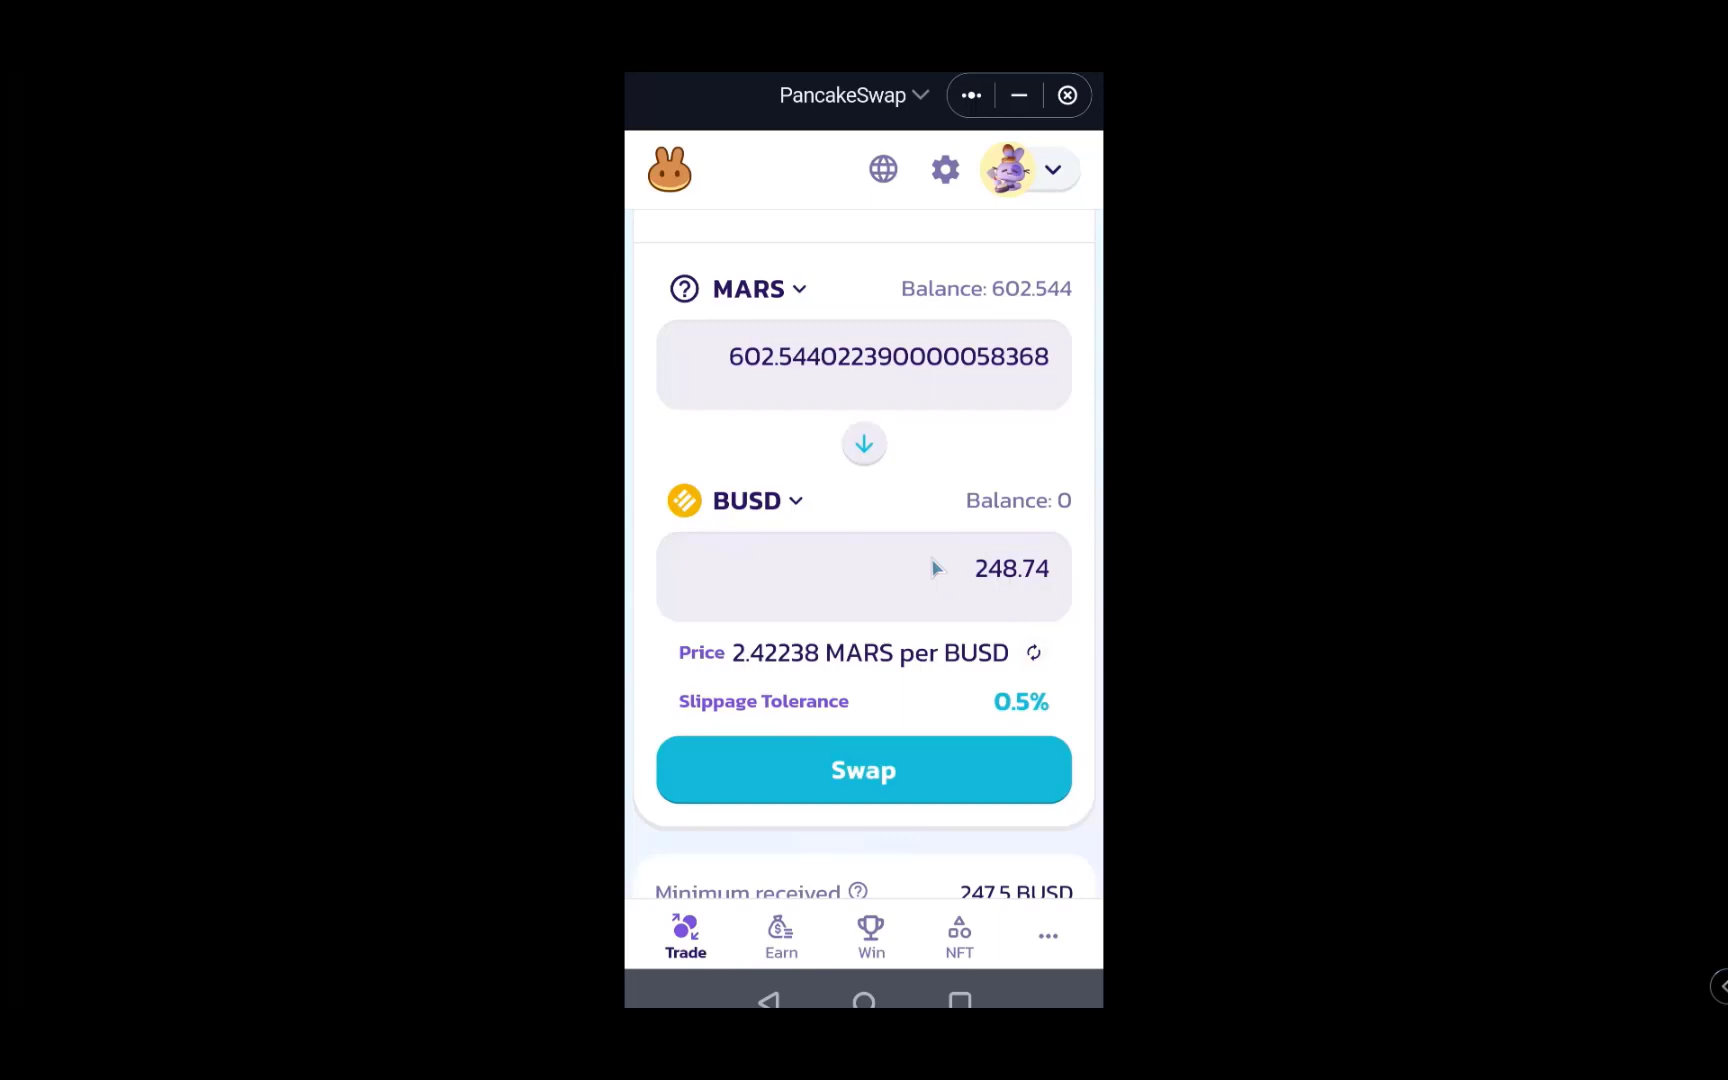 PancakeSwap
MARS
Balance: 602.544
602.544022390000058368
BUSD
Balance: 0
248.74
Price 2.42238 MARS per BUSD
Slippage Tolerance
0.5%
Swap
Minimum received
247.5 BUSD
Trade
Earn
Win
NFT